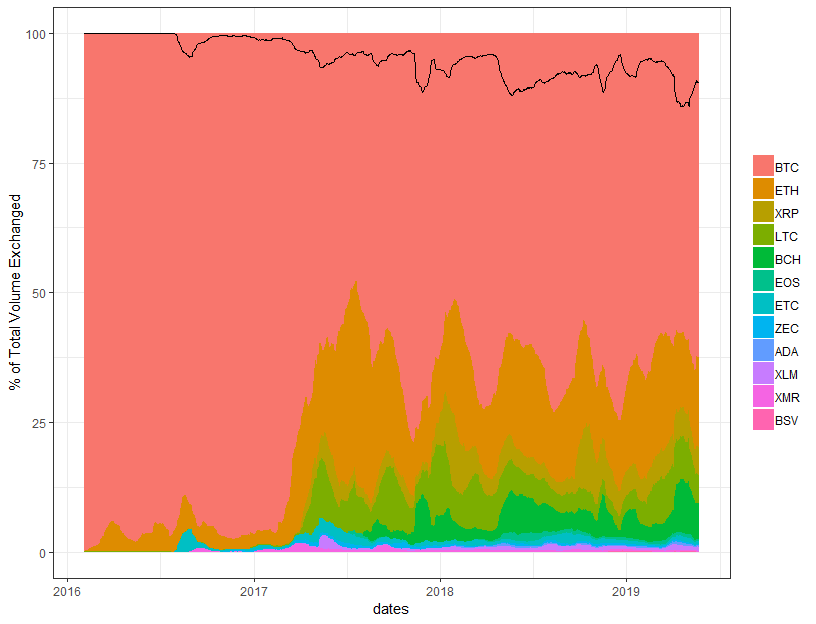 100
75
50
25
0
% of Total Volume Exchanged
2016
2017
2018
2019
dates
BTC
ETH
XRP
LTC
BCH
EOS
ETC
ZEC
ADA
XLM
XMR
BSV